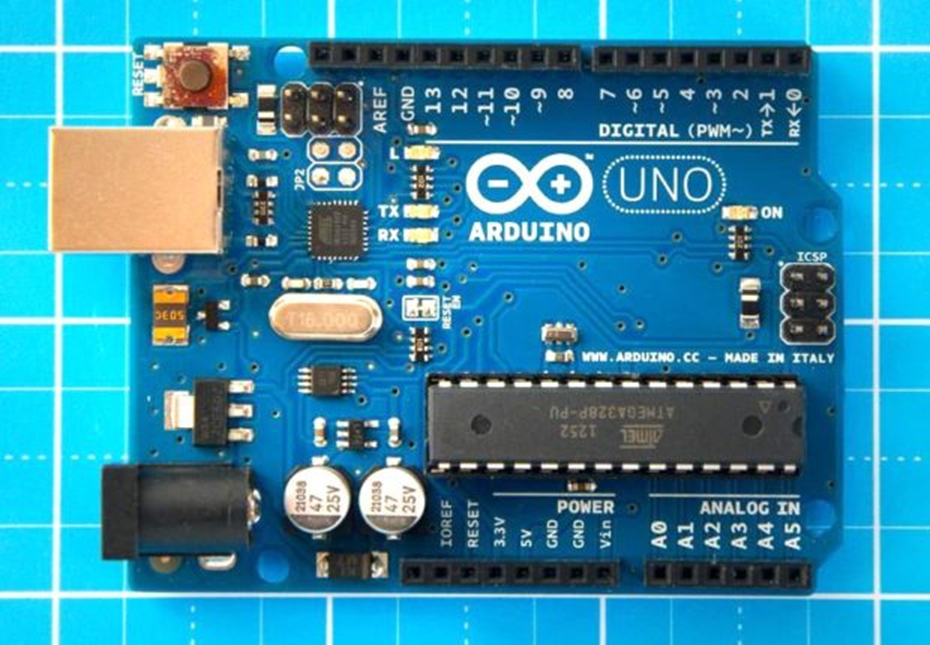 RESET
AREF
GND
13
12
~11
~10
~9
8
7
~6
~5
4
~3
2
TX→1
RX←0
DIGITAL (PWM~)
L
JP2
TX
RX
ARDUINO
UNO
ON
ICSP
RESET
EN
T16.000
WWW.ARDUINO.CC – MADE IN ITALY
ATMEL
ATMEGA328P-PU
1252
21038
47
25V
21038
47
25V
POWER
ANALOG IN
IOREF
RESET
3.3V
5V
GND
GND
Vin
A0
A1
A2
A3
A4
A5